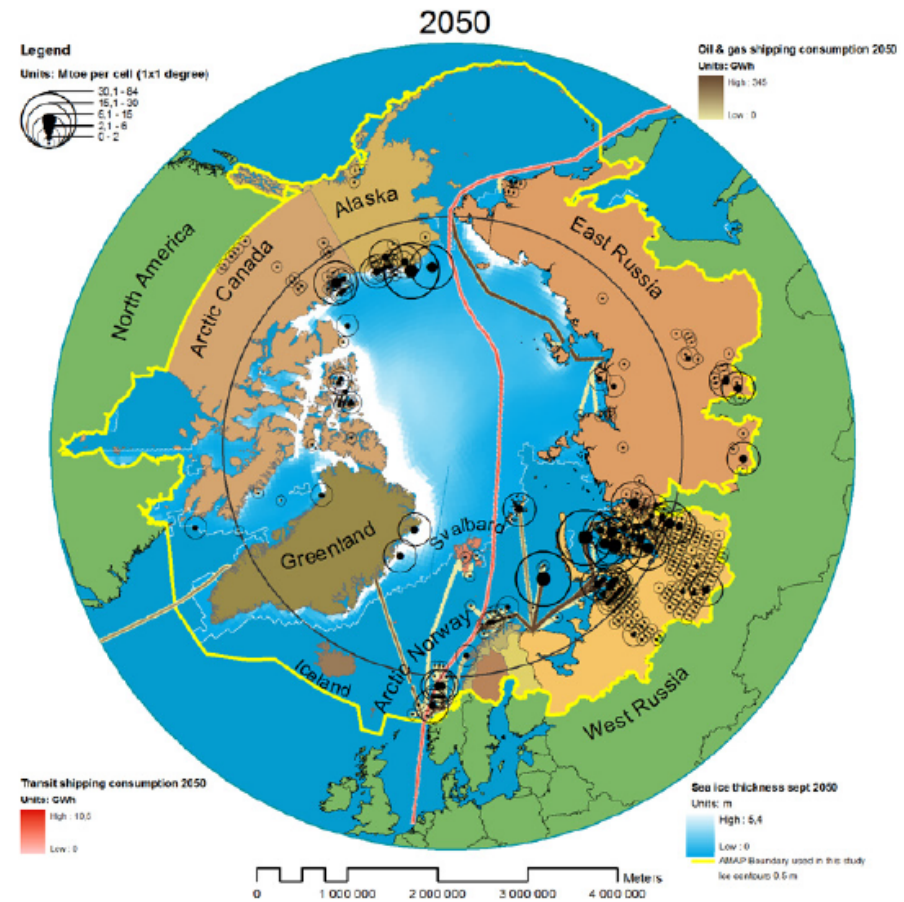 2050
Legend
Units: Mtoe per cell (1x1 degree)
30,1 - 84
15,1 - 30
6,1 - 15
2,1 - 6
0 - 2
Oil & gas shipping consumption 2050
Units: GWh
High : 345
Low : 0
Alaska
East Russia
North America
Arctic Canada
Greenland
Svalbard
Arctic Norway
Iceland
West Russia
Transit shipping consumption 2050
Units: GWh
High : 10,5
Low : 0
Sea ice thickness sept 2050
Units: m
High : 5,4
Low : 0
AMAP Boundary used in this study
Ice contours 0.5 m
Meters
0 1 000 000 2 000 000 3 000 000 4 000 000